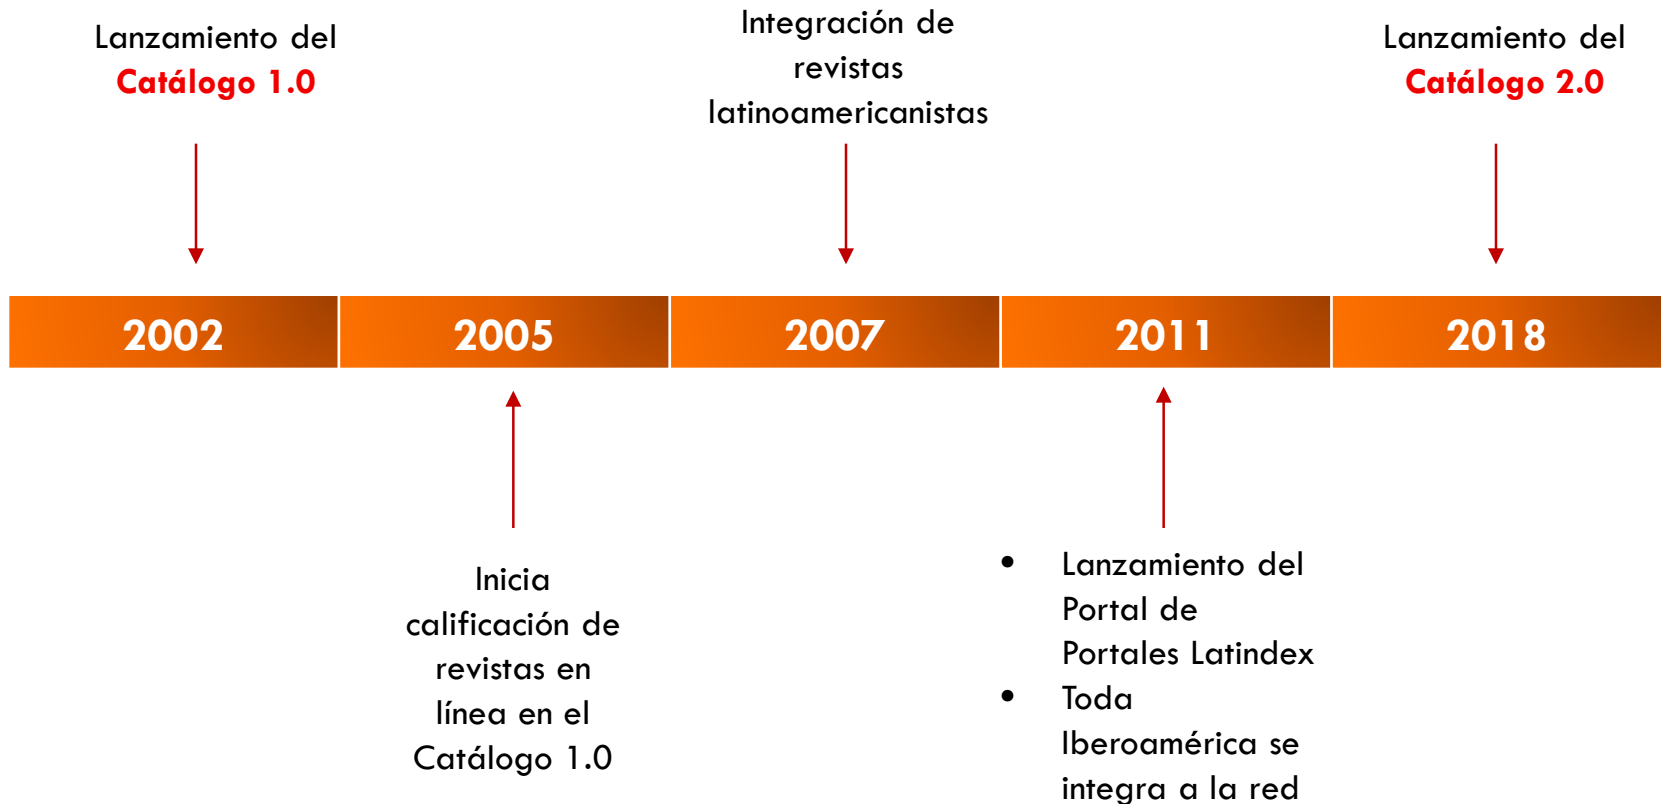 Lanzamiento del
Catálogo 1.0
Integración de
revistas
latinoamericanistas
Lanzamiento del
Catálogo 2.0
2002
2005
2007
2011
2018
Inicia
calificación de
revistas en
línea en el
Catálogo 1.0
• Lanzamiento del
Portal de
Portales Latindex
• Toda
Iberoamérica se
integra a la red